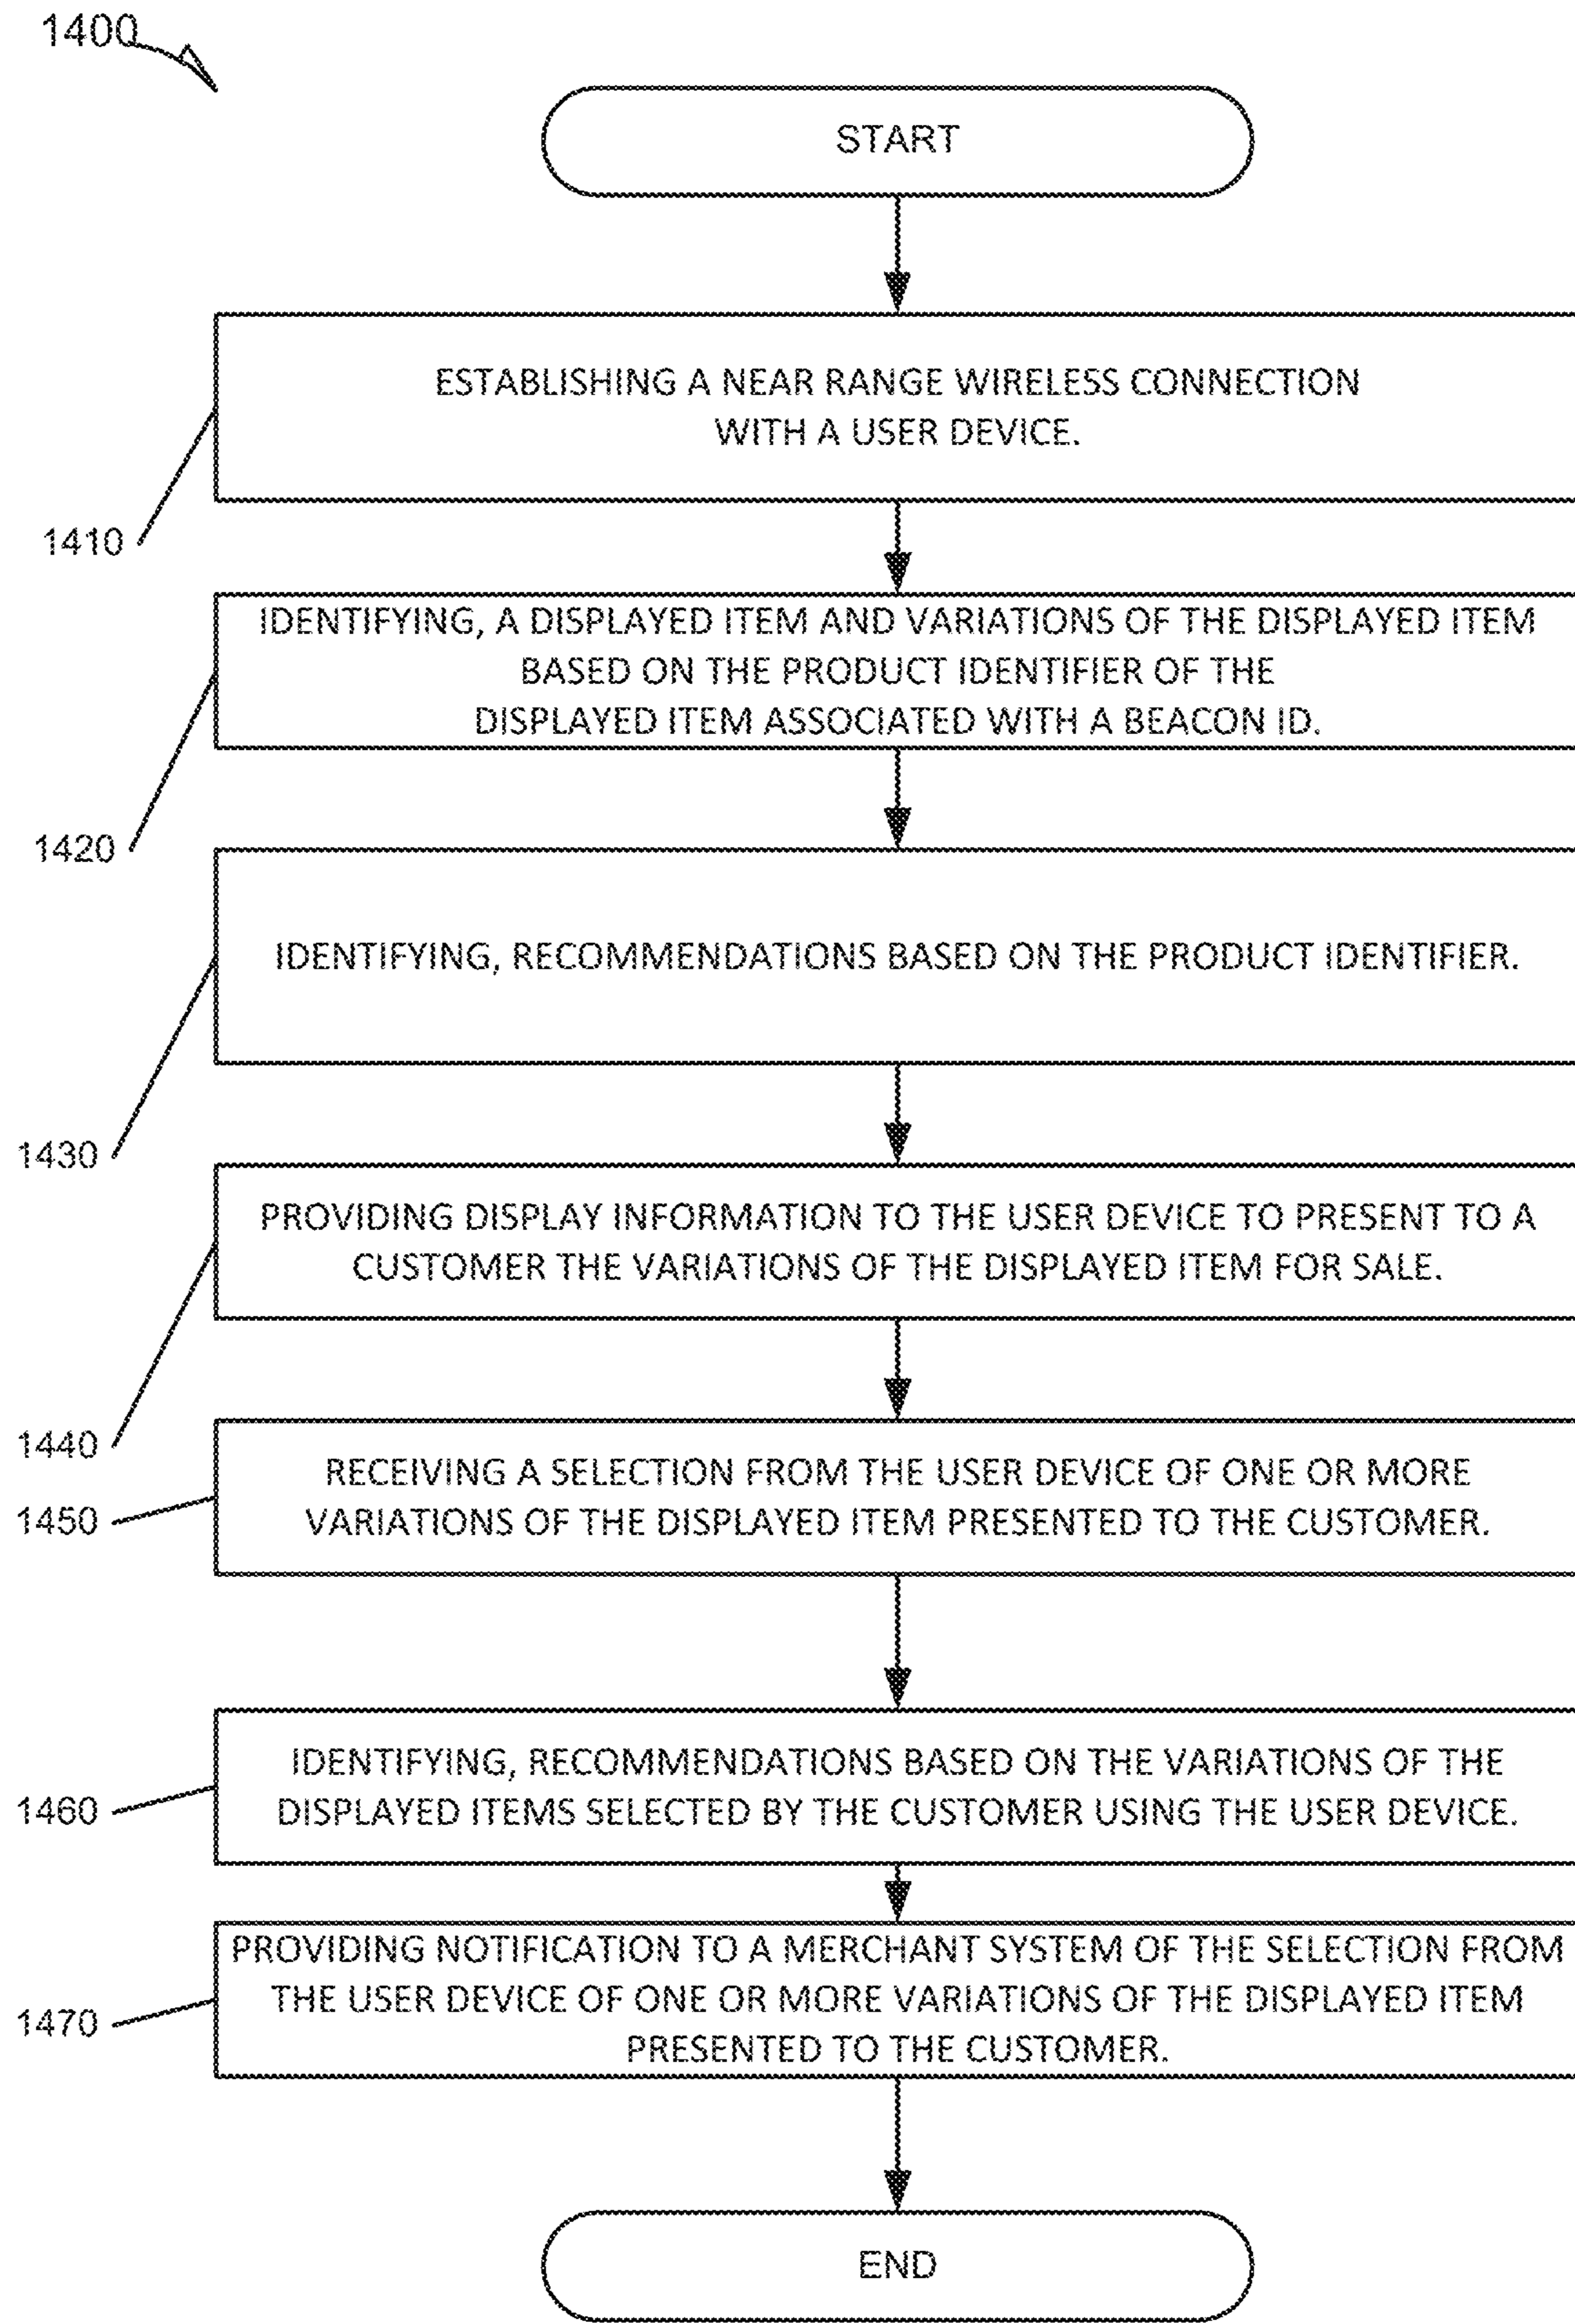 1400
START
ESTABLISHING A NEAR RANGE WIRELESS CONNECTION
WITH A USER DEVICE.
1410
IDENTIFYING, A DISPLAYED ITEM AND VARIATIONS OF THE DISPLAYED ITEM
BASED ON THE PRODUCT IDENTIFIER OF THE
DISPLAYED ITEM ASSOCIATED WITH A BEACON ID.
1420
IDENTIFYING, RECOMMENDATIONS BASED ON THE PRODUCT IDENTIFIER.
1430
PROVIDING DISPLAY INFORMATION TO THE USER DEVICE TO PRESENT TO A
CUSTOMER THE VARIATIONS OF THE DISPLAYED ITEM FOR SALE.
1440
RECEIVING A SELECTION FROM THE USER DEVICE OF ONE OR MORE
VARIATIONS OF THE DISPLAYED ITEM PRESENTED TO THE CUSTOMER.
1450
IDENTIFYING, RECOMMENDATIONS BASED ON THE VARIATIONS OF THE
DISPLAYED ITEMS SELECTED BY THE CUSTOMER USING THE USER DEVICE.
1460
PROVIDING NOTIFICATION TO A MERCHANT SYSTEM OF THE SELECTION FROM
THE USER DEVICE OF ONE OR MORE VARIATIONS OF THE DISPLAYED ITEM
PRESENTED TO THE CUSTOMER.
1470
END